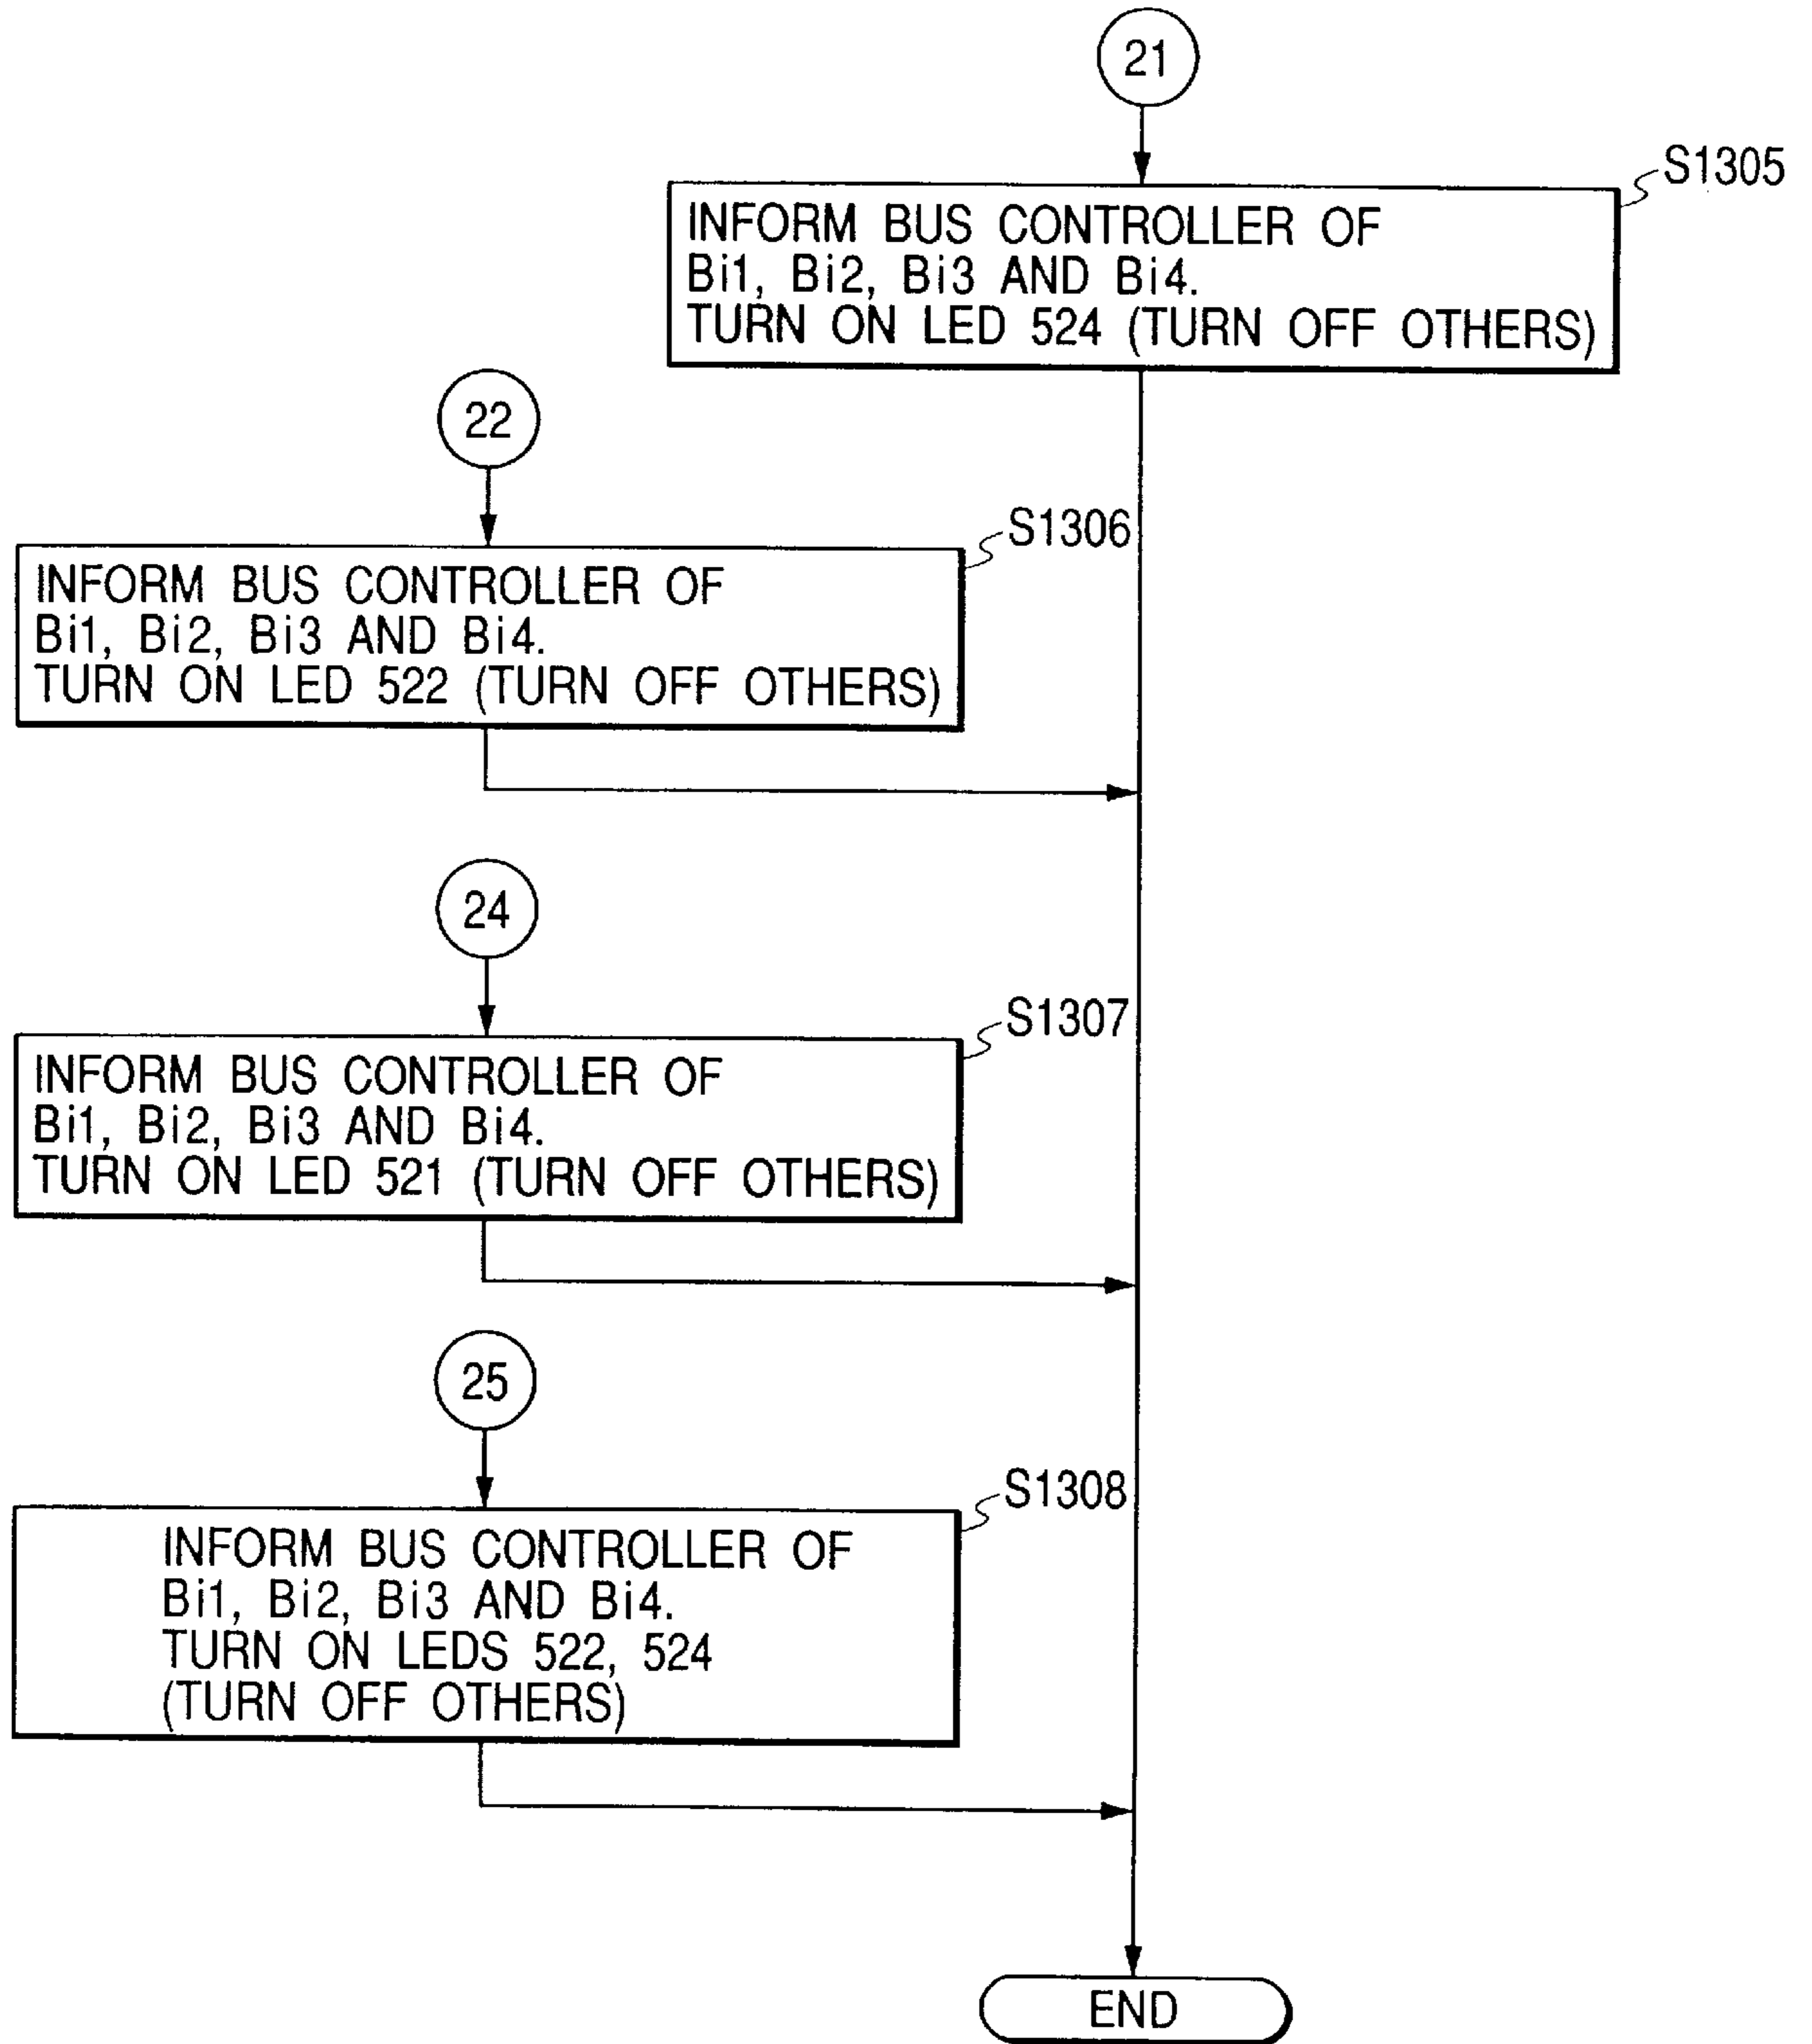 21
S1305
INFORM BUS CONTROLLER OF
Bi1, Bi2, Bi3 AND Bi4.
TURN ON LED 524 (TURN OFF OTHERS)
22
S1306
INFORM BUS CONTROLLER OF
Bi1, Bi2, Bi3 AND Bi4.
TURN ON LED 522 (TURN OFF OTHERS)
24
S1307
INFORM BUS CONTROLLER OF
Bi1, Bi2, Bi3 AND Bi4.
TURN ON LED 521 (TURN OFF OTHERS)
25
S1308
INFORM BUS CONTROLLER OF
Bi1, Bi2, Bi3 AND Bi4.
TURN ON LEDS 522, 524
(TURN OFF OTHERS)
END